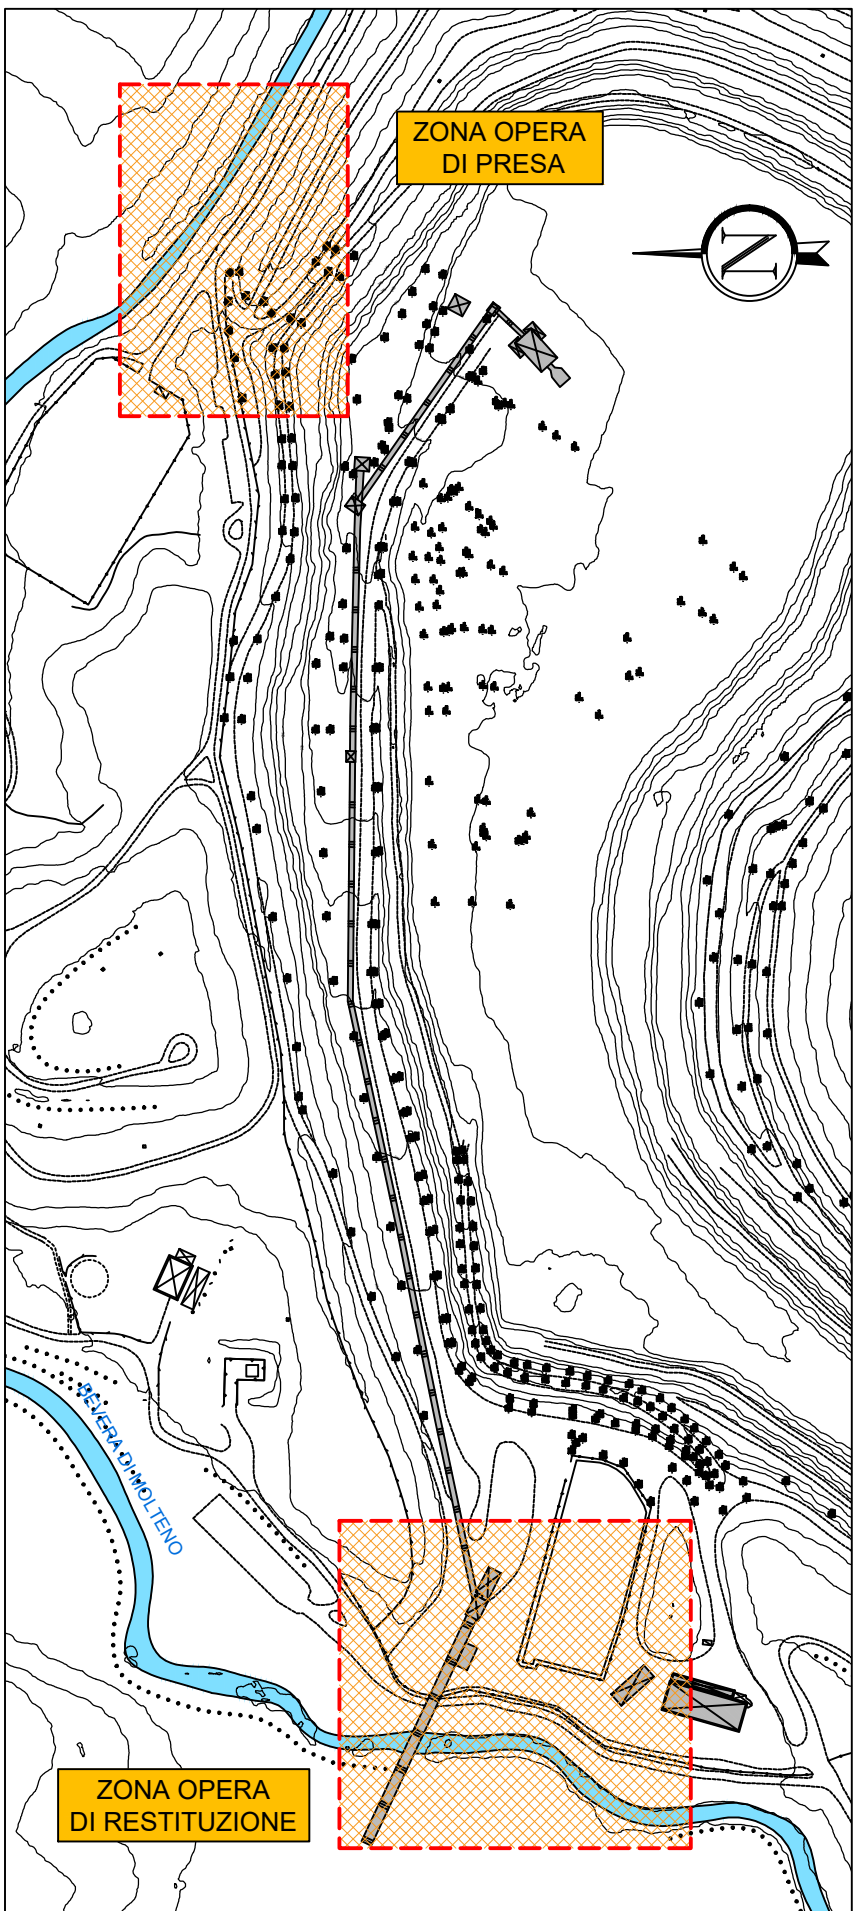 ZONA OPERA
DI PRESA
N
BEVERA DI MOLTENO
ZONA OPERA
DI RESTITUZIONE